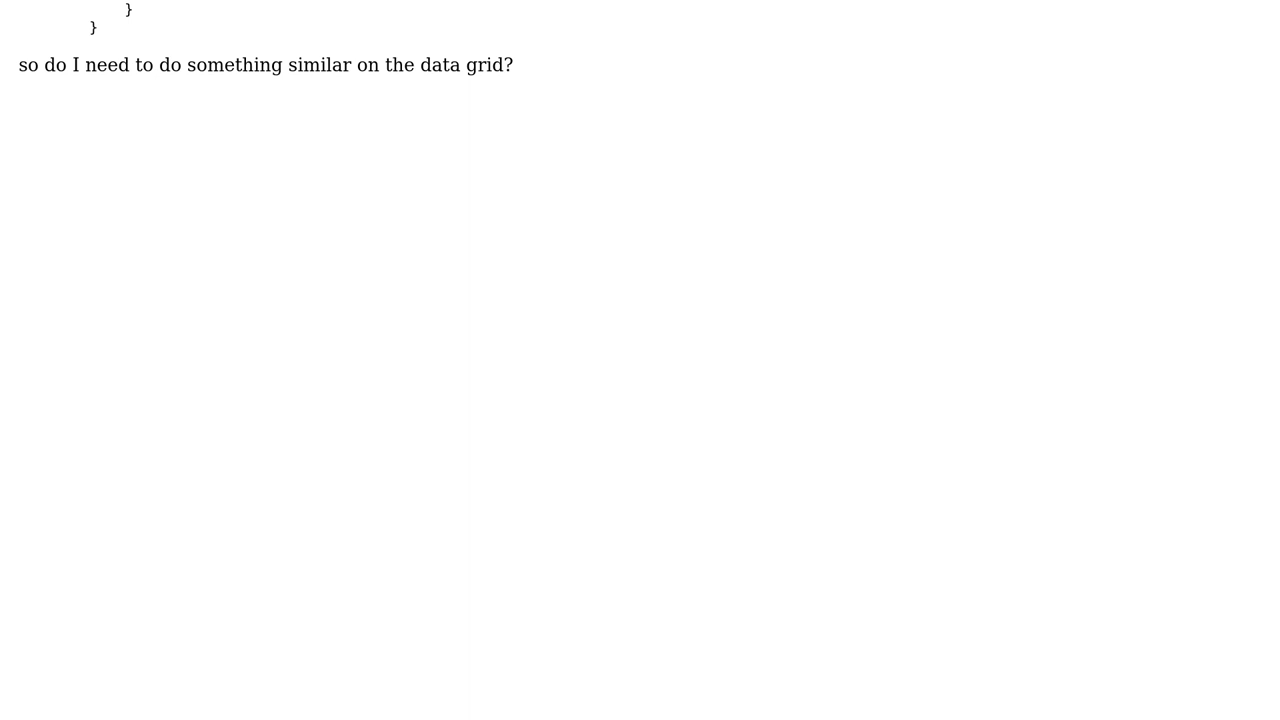 }
}
so do I need to do something similar on the data grid?